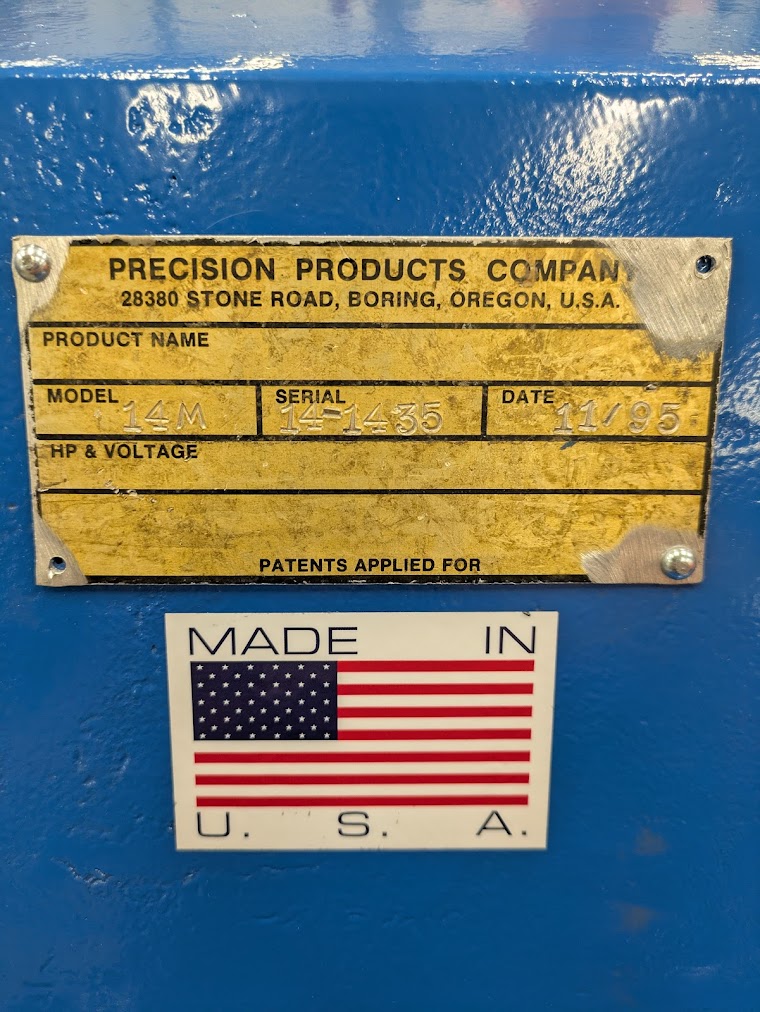 PRECISION PRODUCTS COMPANY
28380 STONE ROAD, BORING, OREGON, U.S.A.
PRODUCT NAME
MODEL 14M SERIAL 14-1435 DATE 11/95
HP & VOLTAGE
PATENTS APPLIED FOR
MADE IN
U. S. A.